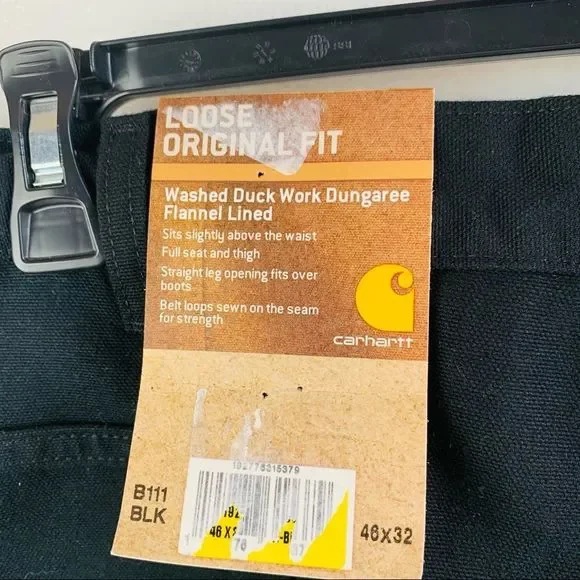 LOOSE
ORIGINAL FIT
Washed Duck Work Dungaree
Flannel Lined
Sits slightly above the waist
Full seat and thigh
Straight leg opening fits over
boots
Belt loops sewn on the seam
for strength
carhartt
192776315379
B111
BLK
46x32